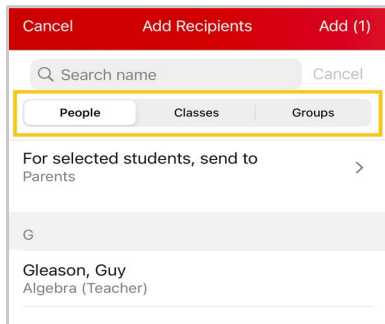 Cancel Add Recipients Add (1)
Search name Cancel
People Classes Groups
For selected students, send to
Parents
G
Gleason, Guy
Algebra (Teacher)